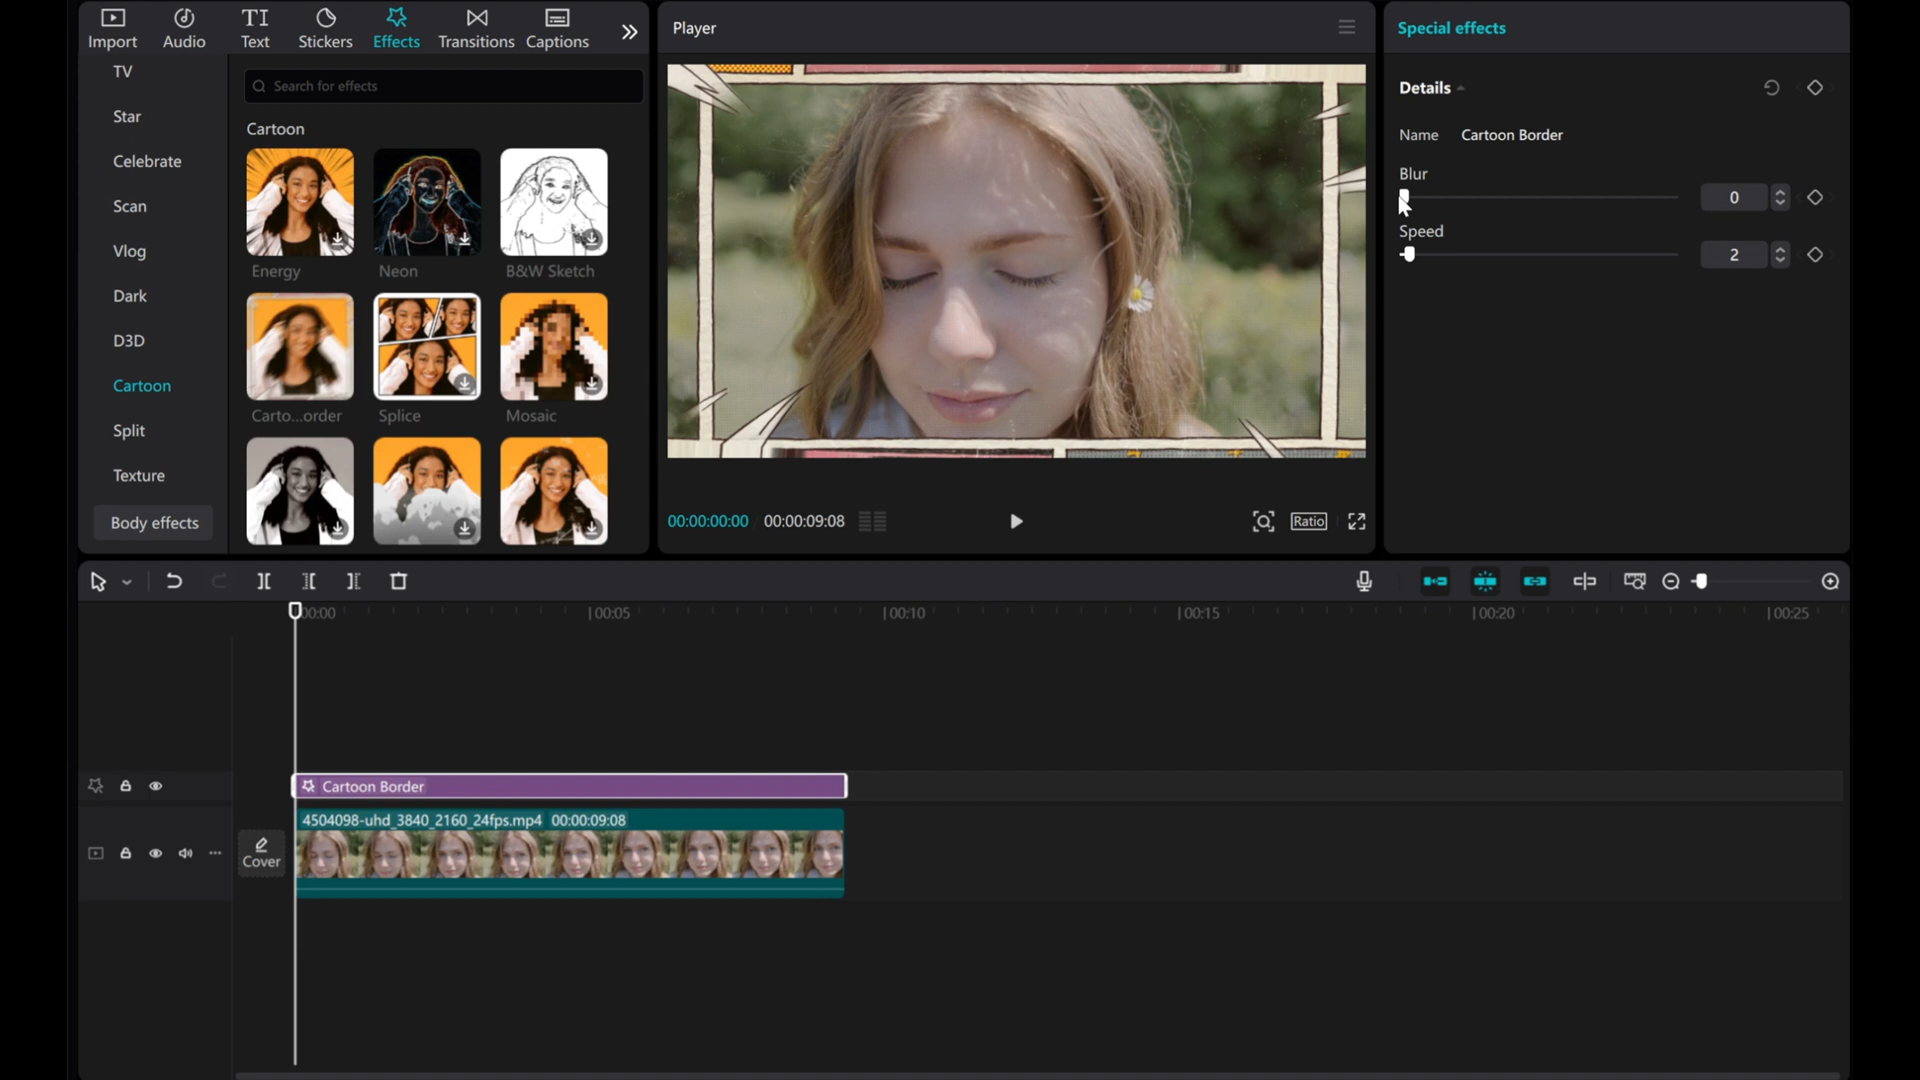 Import
Audio
TI
Text
Stickers
Effects
Transitions
Captions
TV
Star
Celebrate
Scan
Vlog
Dark
D3D
Cartoon
Split
Texture
Body effects
Search for effects
Cartoon
Energy
Neon
B&W Sketch
Carto...order
Splice
Mosaic
Player
00:00:00:00
00:00:09:08
Ratio
Special effects
Details
Name Cartoon Border
Blur
0
Speed
2
00:00
00:05
00:10
00:15
00:20
00:25
Cartoon Border
4504098-uhd_3840_2160_24fps.mp4 00:00:09:08
Cover